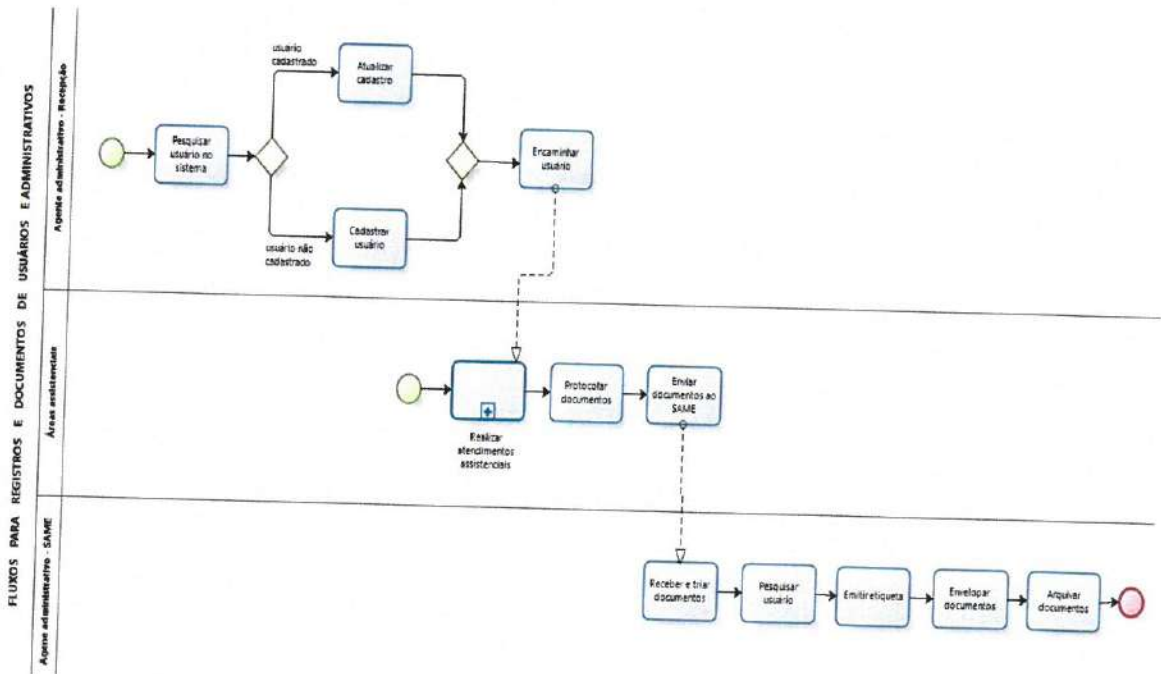 FLUXOS PARA REGISTROS E DOCUMENTOS DE USUÁRIOS E ADMINISTRATIVOS
Agente administrativo - Recepção
Pesquisar
usuário no
sistema
usuário
cadastrado
Atualizar
cadastro
usuário não
cadastrado
Cadastrar
usuário
Encaminhar
usuário
Áreas assistenciais
Realizar
atendimentos
assistenciais
Protocolar
documentos
Enviar
documentos ao
SAME
Agente administrativo - SAME
Receber e triar
documentos
Pesquisar
usuário
Emitir etiqueta
Envelopar
documentos
Arquivar
documentos